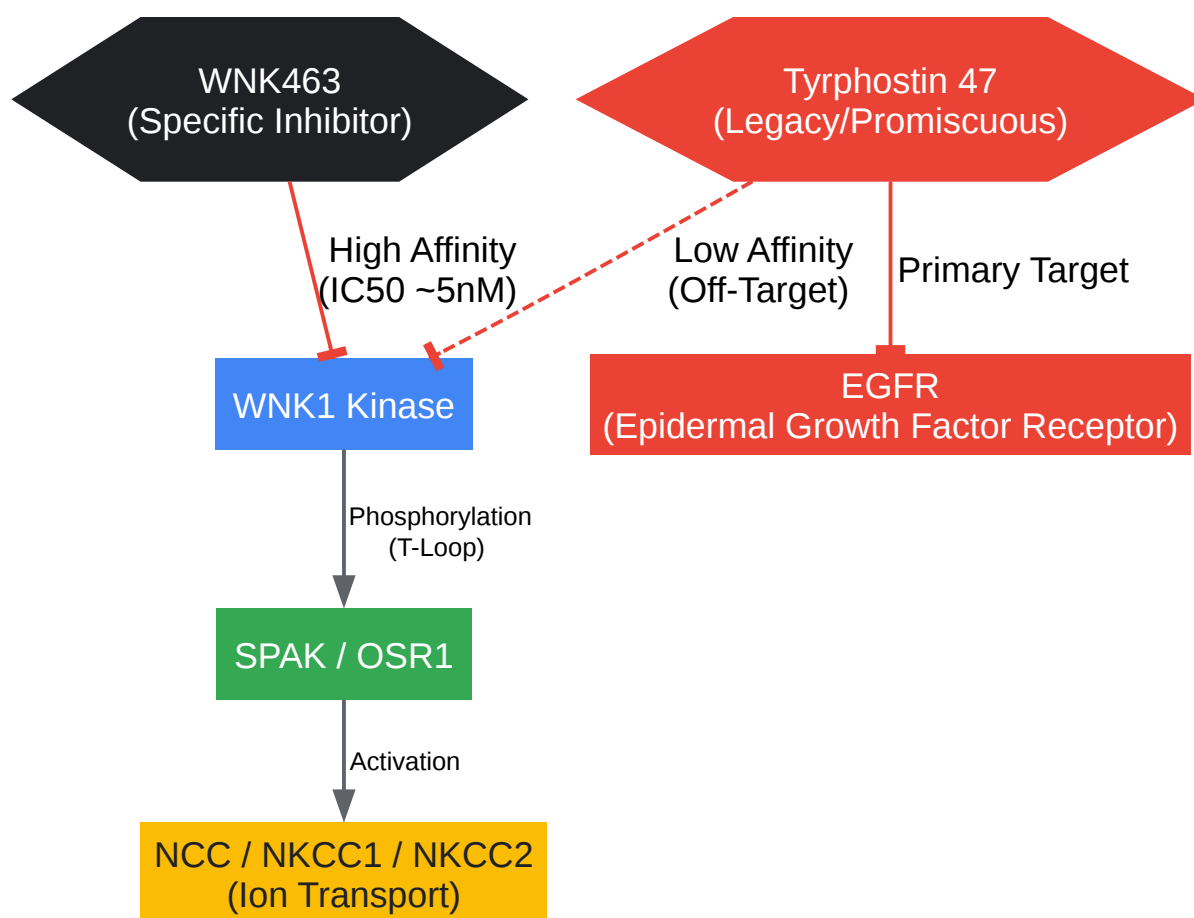 WNK463
(Specific Inhibitor)
Tyrphostin 47
(Legacy/Promiscuous)
High Affinity
(IC50 ~5nM)
Low Affinity
(Off-Target)
Primary Target
WNK1 Kinase
EGFR
(Epidermal Growth Factor Receptor)
Phosphorylation
(T-Loop)
SPAK / OSR1
Activation
NCC / NKCC1 / NKCC2
(Ion Transport)